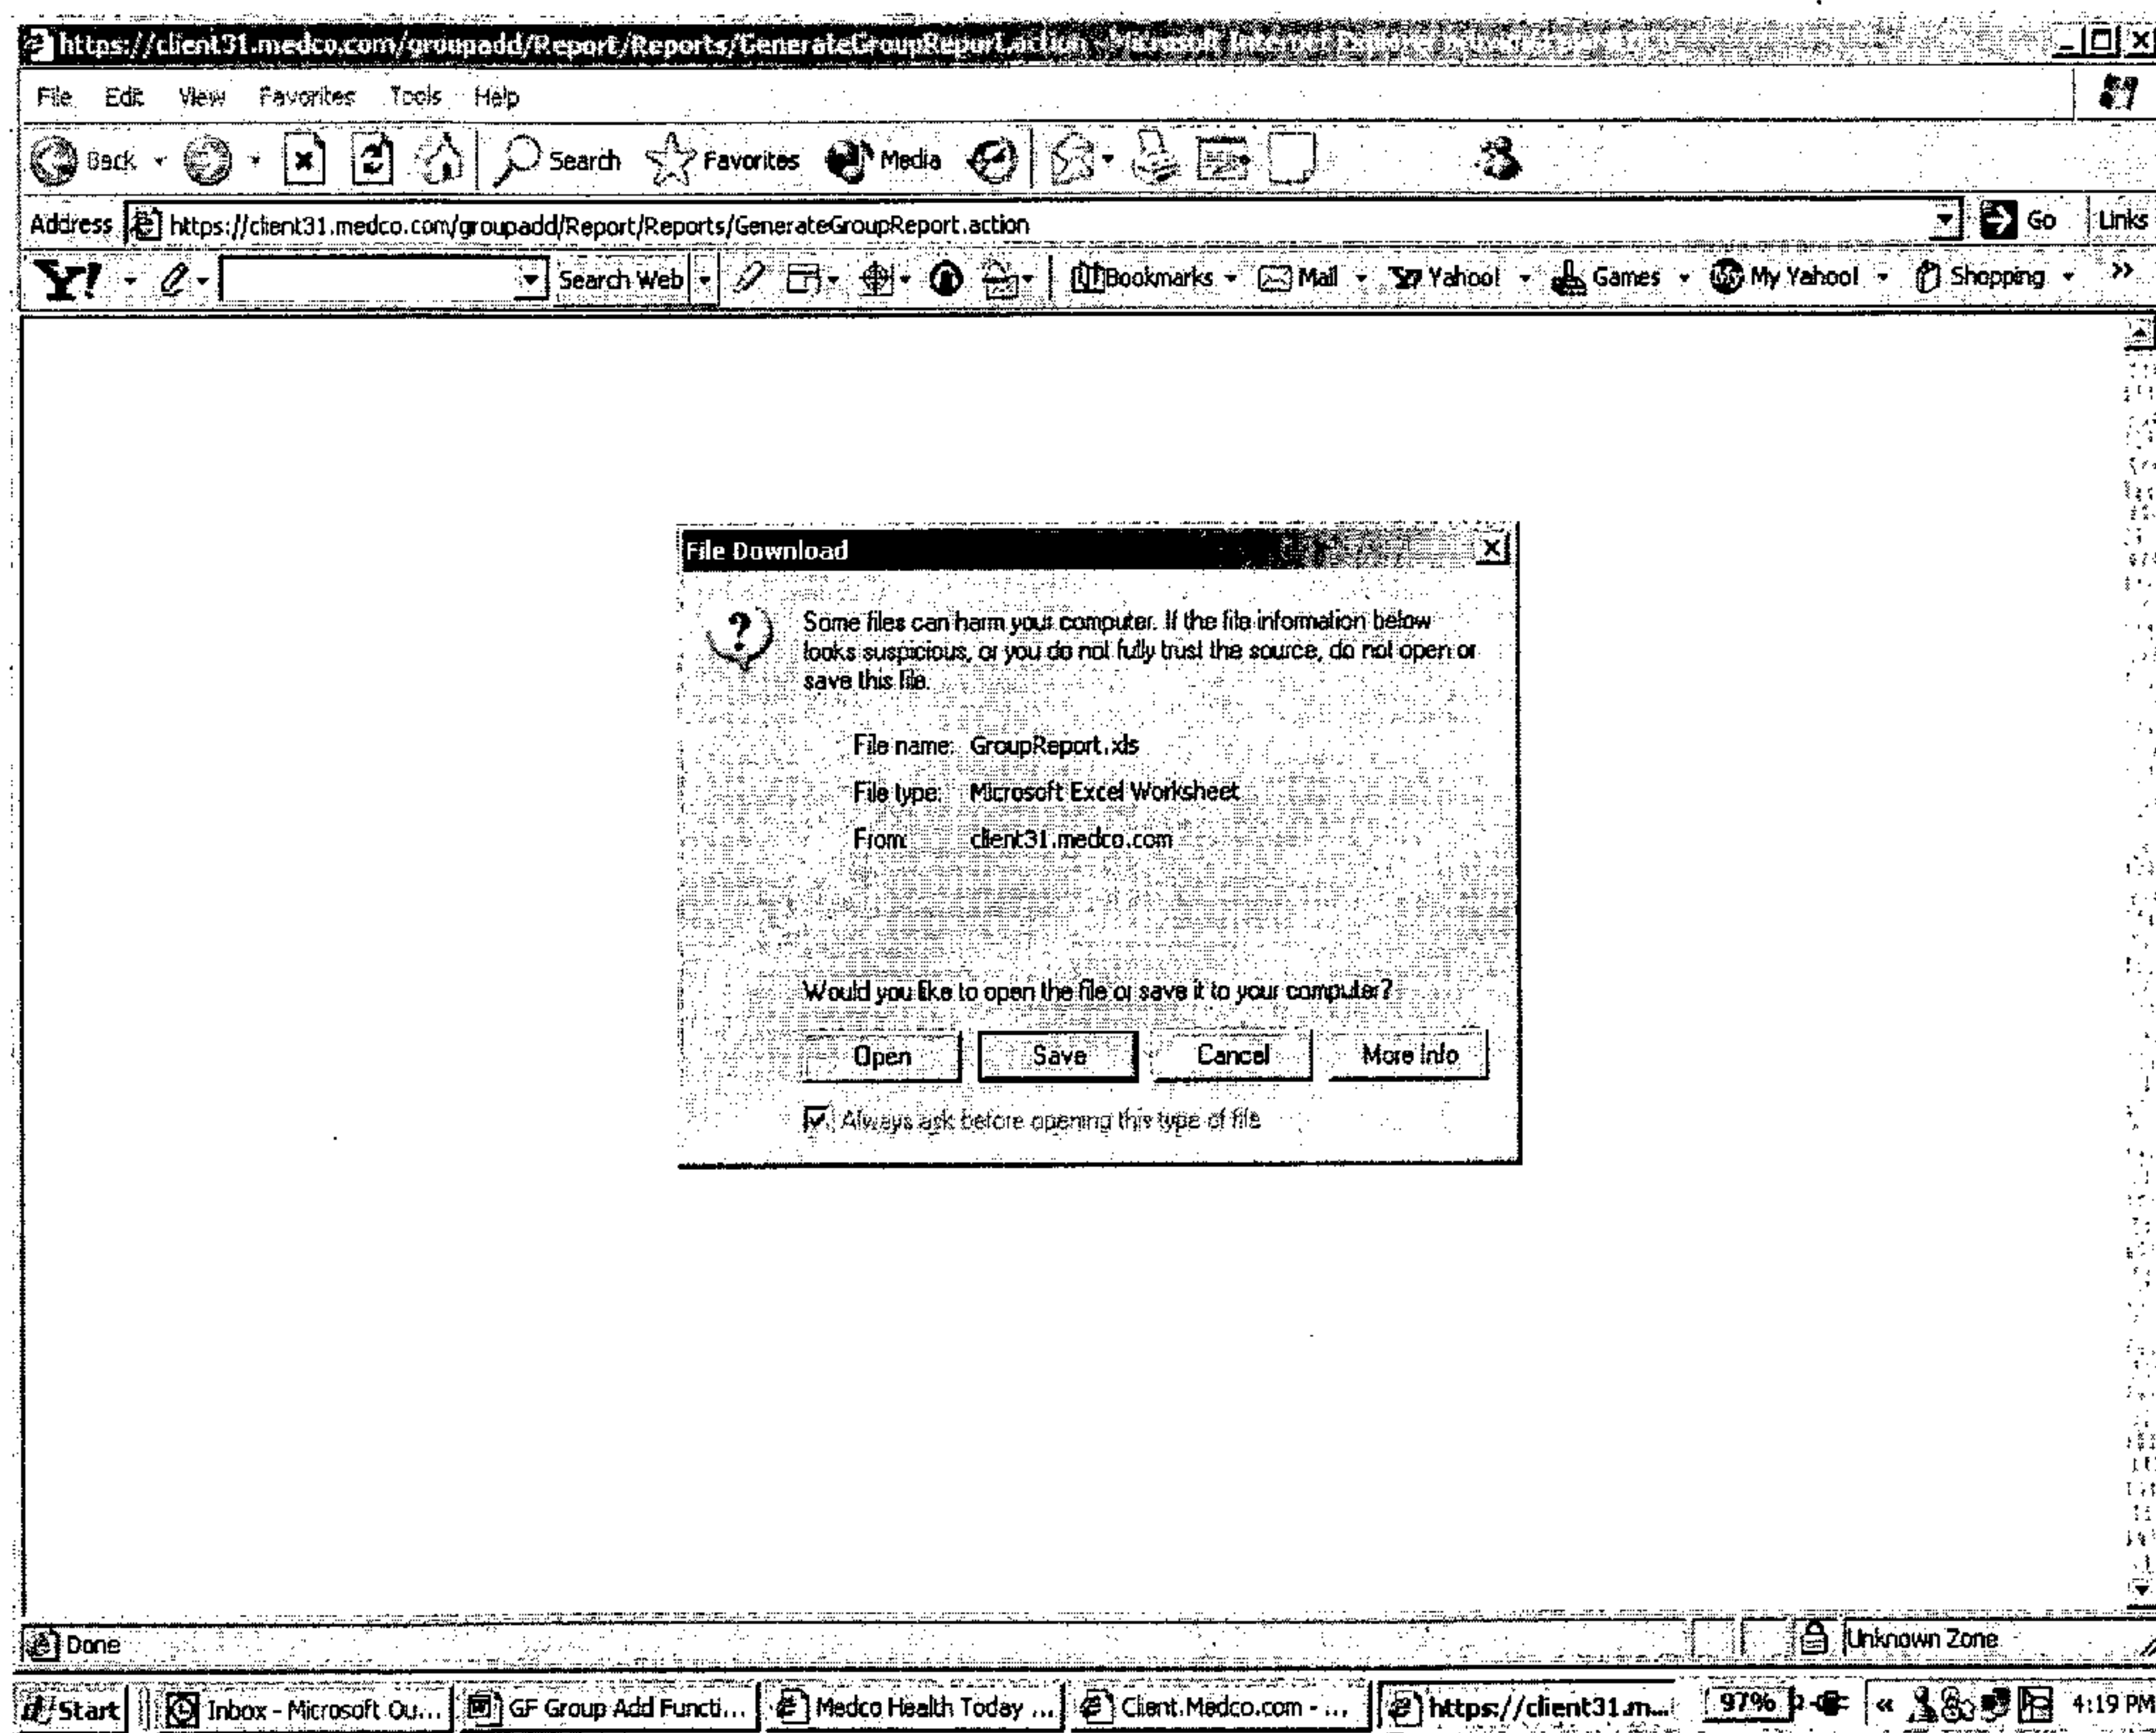 https://client31.medco.com/groupadd/Report/Reports/GenerateGroupReport.action - Microsoft Internet Explorer
File Edit View Favorites Tools Help
Back Search Favorites Media
Address https://client31.medco.com/groupadd/Report/Reports/GenerateGroupReport.action Go Links
Y! Search Web Bookmarks Mail Yahoo! Games My Yahoo! Shopping »
File Download
Some files can harm your computer. If the file information below
looks suspicious, or you do not fully trust the source, do not open or
save this file.
File name: GroupReport.xls
File type: Microsoft Excel Worksheet
From: client31.medco.com
Would you like to open the file or save it to your computer?
Open Save Cancel More Info
Always ask before opening this type of file
Done Unknown Zone
Start Inbox - Microsoft Ou... GF Group Add Functi... Medco Health Today ... Client.Medco.com - ... https://client31.m... 97% « 4:19 PM